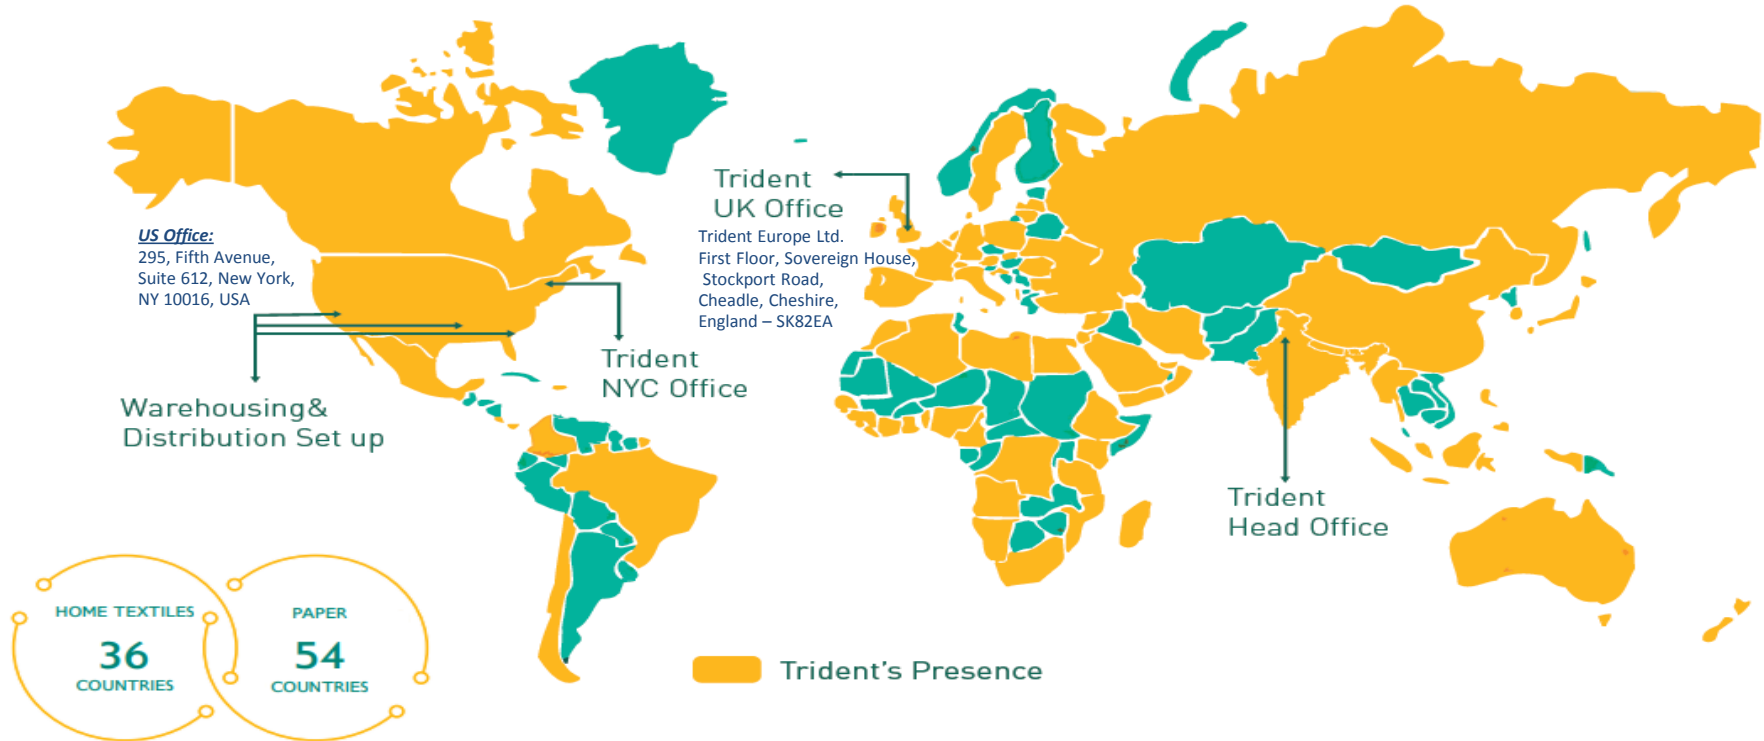 US Office:
295, Fifth Avenue,
Suite 612, New York,
NY 10016, USA
Warehousing&
Distribution Set up
Trident
NYC Office
Trident
UK Office
Trident Europe Ltd.
First Floor, Sovereign House,
Stockport Road,
Cheadle, Cheshire,
England – SK82EA
Trident
Head Office
HOME TEXTILES
36
COUNTRIES
PAPER
54
COUNTRIES
Trident's Presence